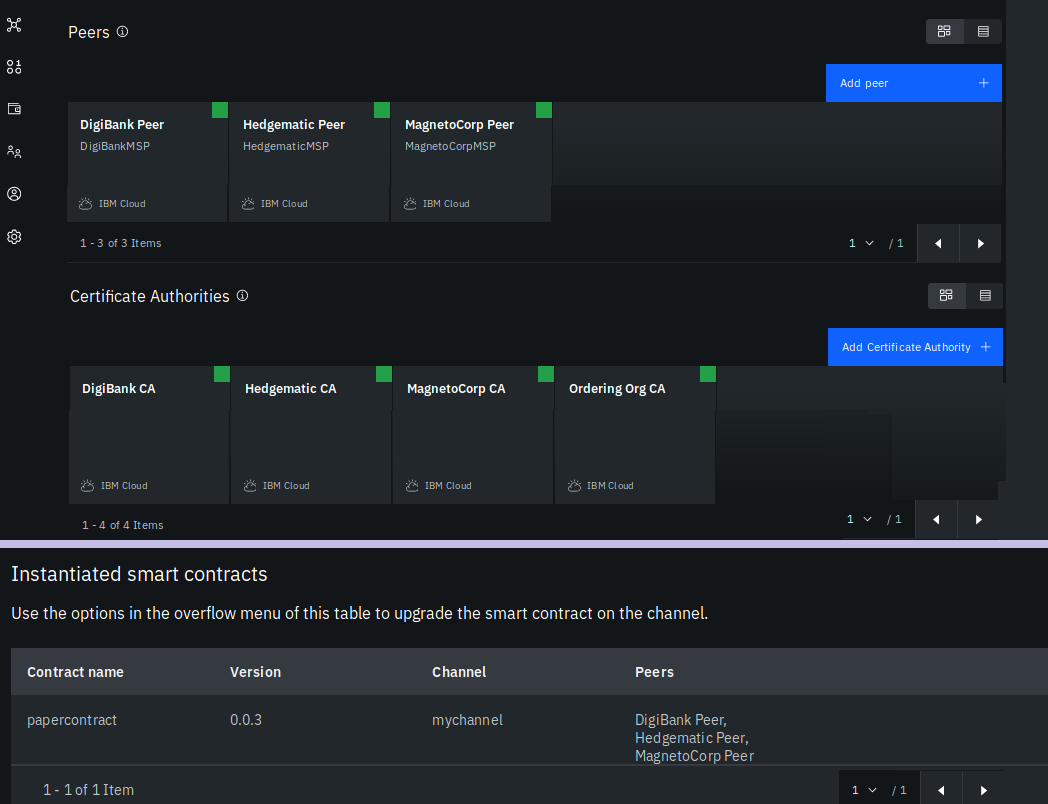 Peers
Add peer +
DigiBank Peer
DigiBankMSP
IBM Cloud
Hedgematic Peer
HedgematicMSP
IBM Cloud
MagnetoCorp Peer
MagnetoCorpMSP
IBM Cloud
1 - 3 of 3 Items
1 / 1
Certificate Authorities
Add Certificate Authority +
DigiBank CA
IBM Cloud
Hedgematic CA
IBM Cloud
MagnetoCorp CA
IBM Cloud
Ordering Org CA
IBM Cloud
1 - 4 of 4 Items
1 / 1
Instantiated smart contracts
Use the options in the overflow menu of this table to upgrade the smart contract on the channel.
Contract name Version Channel Peers
papercontract 0.0.3 mychannel DigiBank Peer,
Hedgematic Peer,
MagnetoCorp Peer
1 - 1 of 1 Item
1 / 1